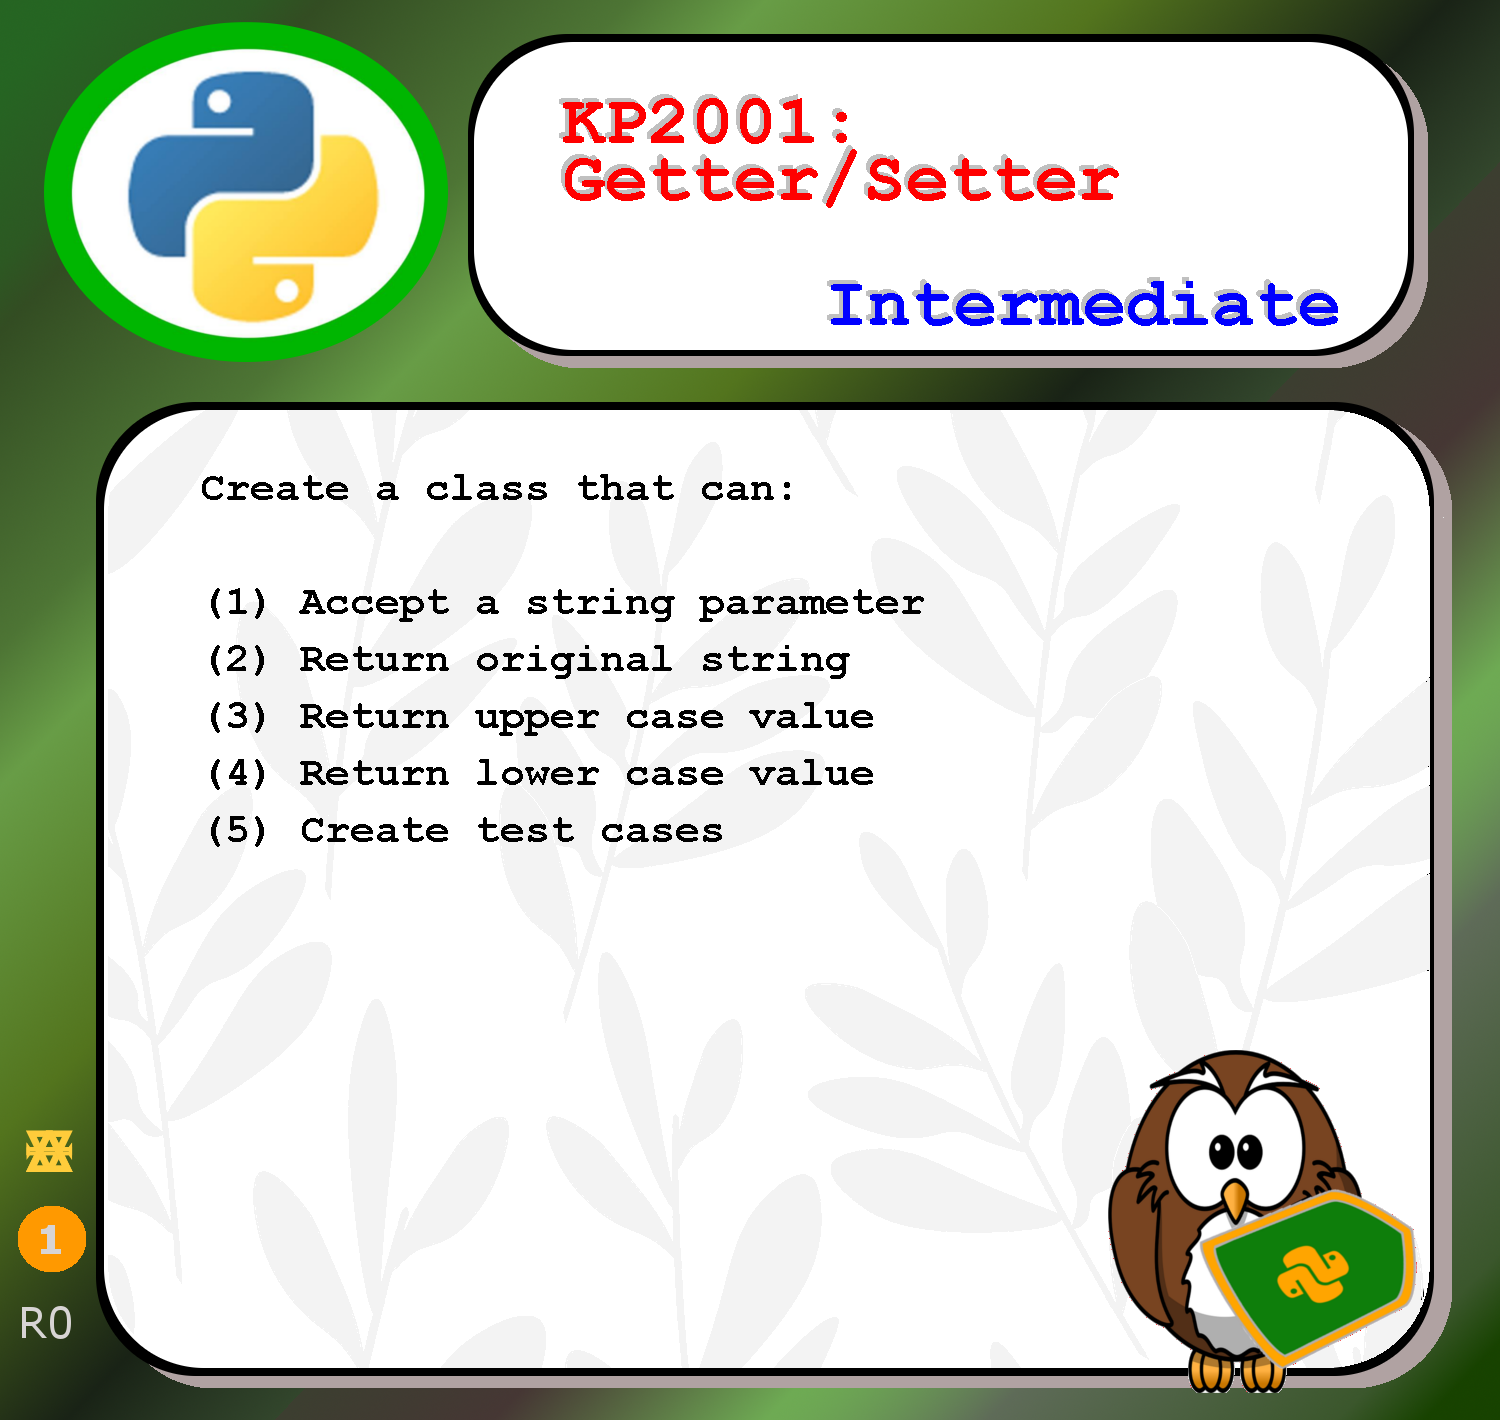 KP2001:
Getter/Setter
Intermediate
Create a class that can:
(1) Accept a string parameter
(2) Return original string
(3) Return upper case value
(4) Return lower case value
(5) Create test cases
1
R0